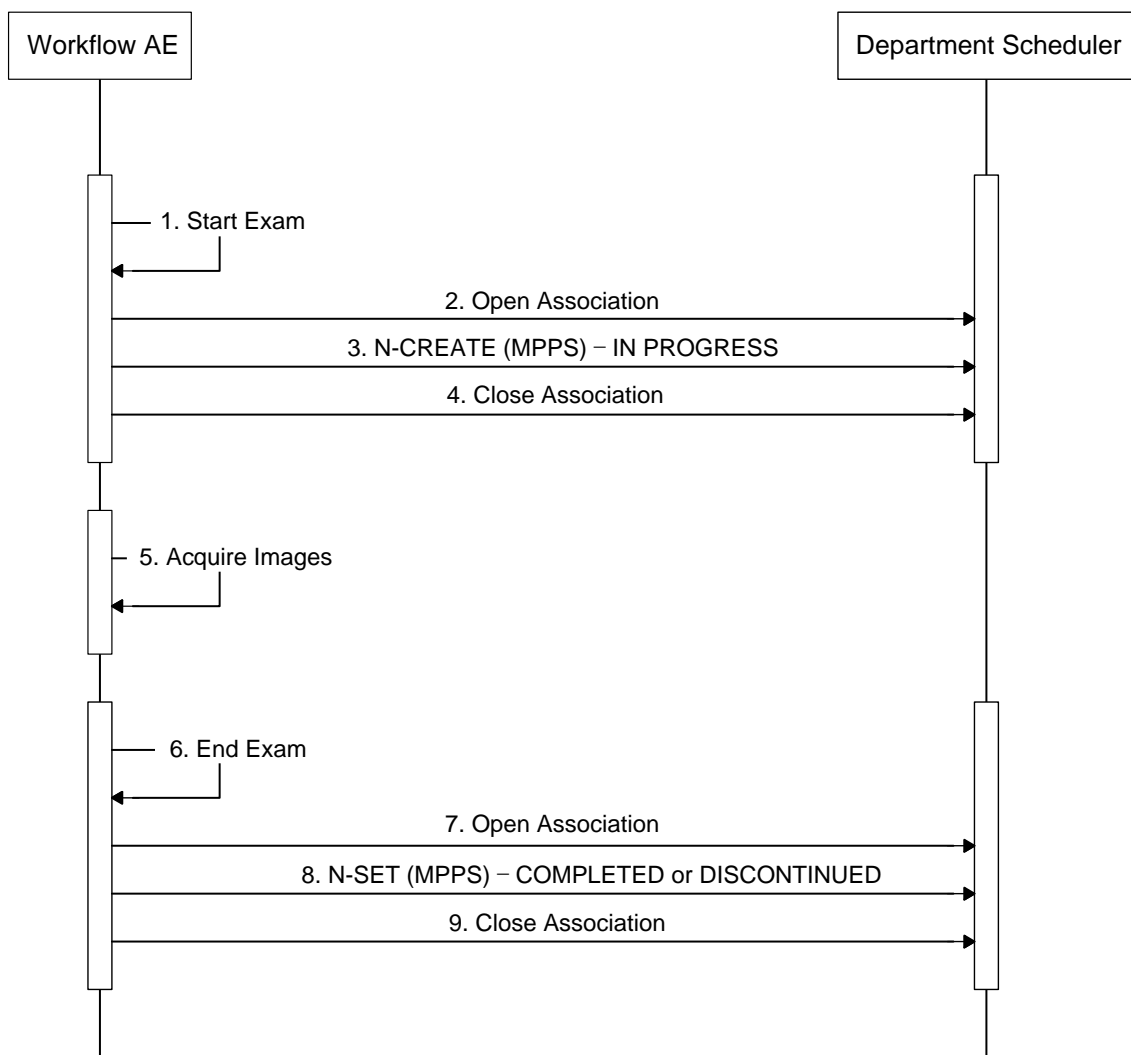 Workflow AE
Department Scheduler
1. Start Exam
2. Open Association
3. N-CREATE (MPPS) – IN PROGRESS
4. Close Association
5. Acquire Images
6. End Exam
7. Open Association
8. N-SET (MPPS) – COMPLETED or DISCONTINUED
9. Close Association